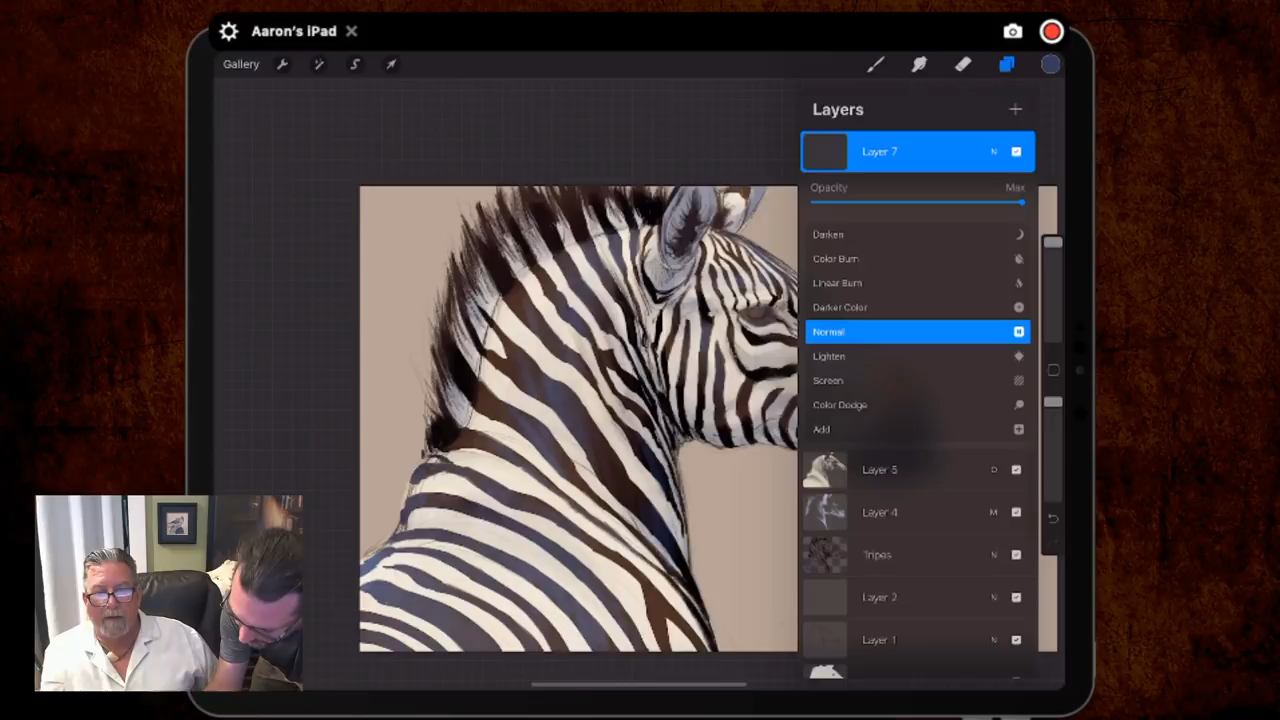 Aaron's iPad
Gallery
Layers
Layer 7 N
Opacity Max
Darken
Color Burn
Linear Burn
Darker Color
Normal N
Lighten
Screen
Color Dodge
Add
Layer 5 D
Layer 4 M
Tripes N
Layer 2 N
Layer 1 N